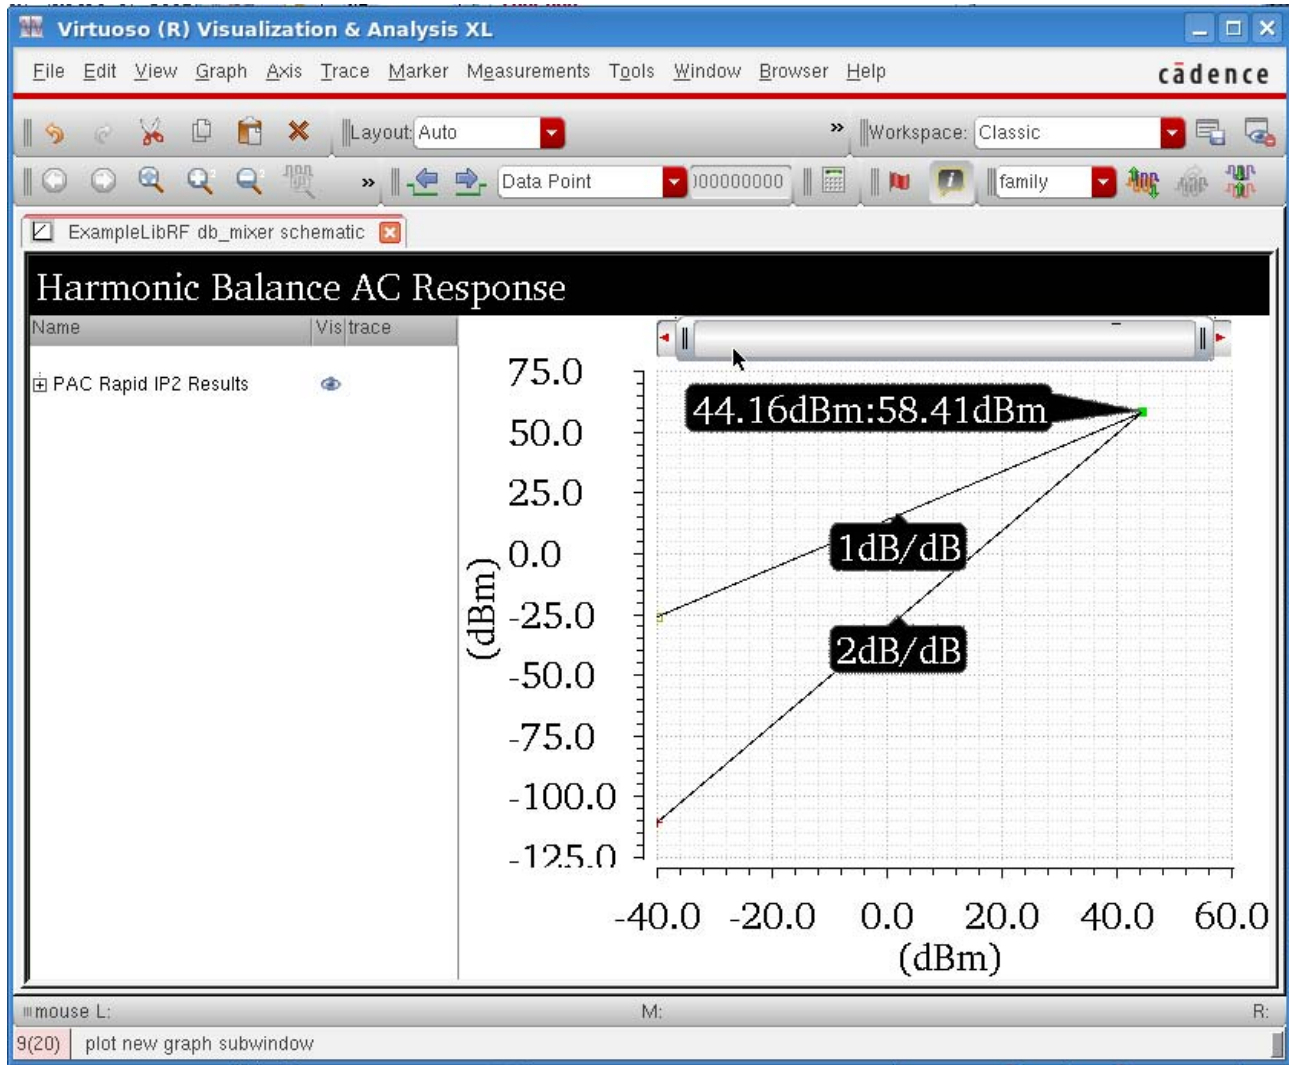 Virtuoso (R) Visualization & Analysis XL
File Edit View Graph Axis Trace Marker Measurements Tools Window Browser Help cādence
Layout: Auto » Workspace: Classic
» Data Point 000000000 family
ExampleLibRF db_mixer schematic
Harmonic Balance AC Response
Name Vis trace
PAC Rapid IP2 Results
75.0
44.16dBm:58.41dBm
50.0
25.0
1dB/dB
0.0
(dBm)
-25.0
2dB/dB
-50.0
-75.0
-100.0
-125.0
-40.0 -20.0 0.0 20.0 40.0 60.0
(dBm)
mouse L: M: R:
9(20) plot new graph subwindow